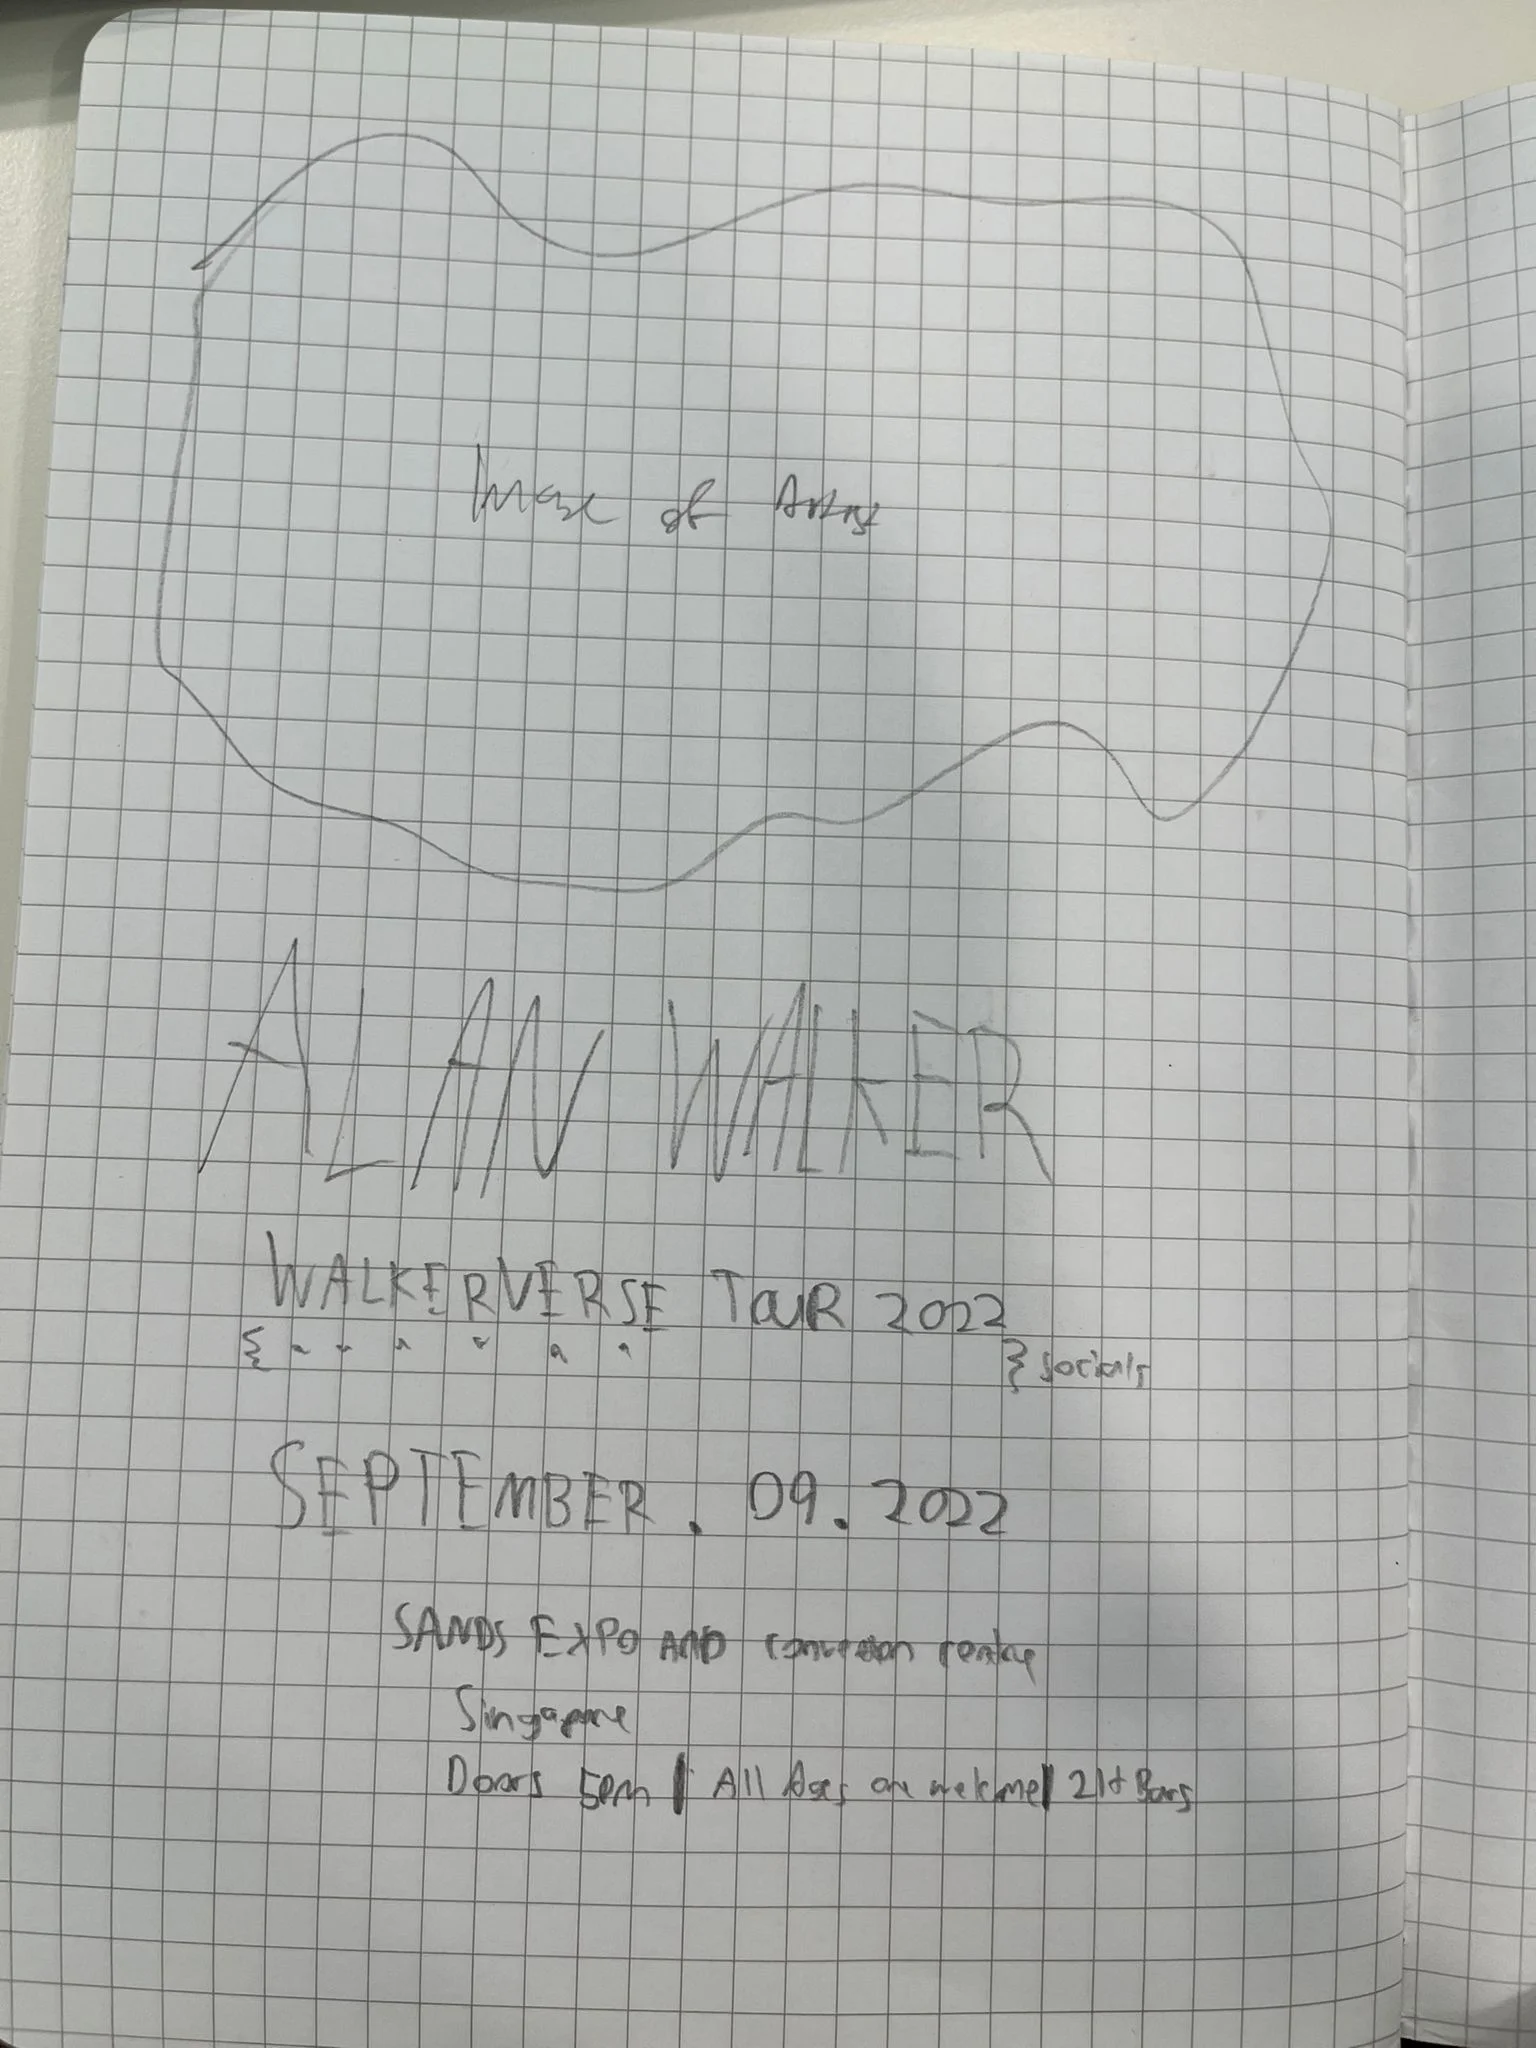 Image of Artist
ALAN WALKER
WALKERVERSE TOUR 2022
} socials
SEPTEMBER . 09. 2022
SANDS EXPO AND convention centre
Singapore
Doors 5pm | All Ages are welcome | 21+ Bars